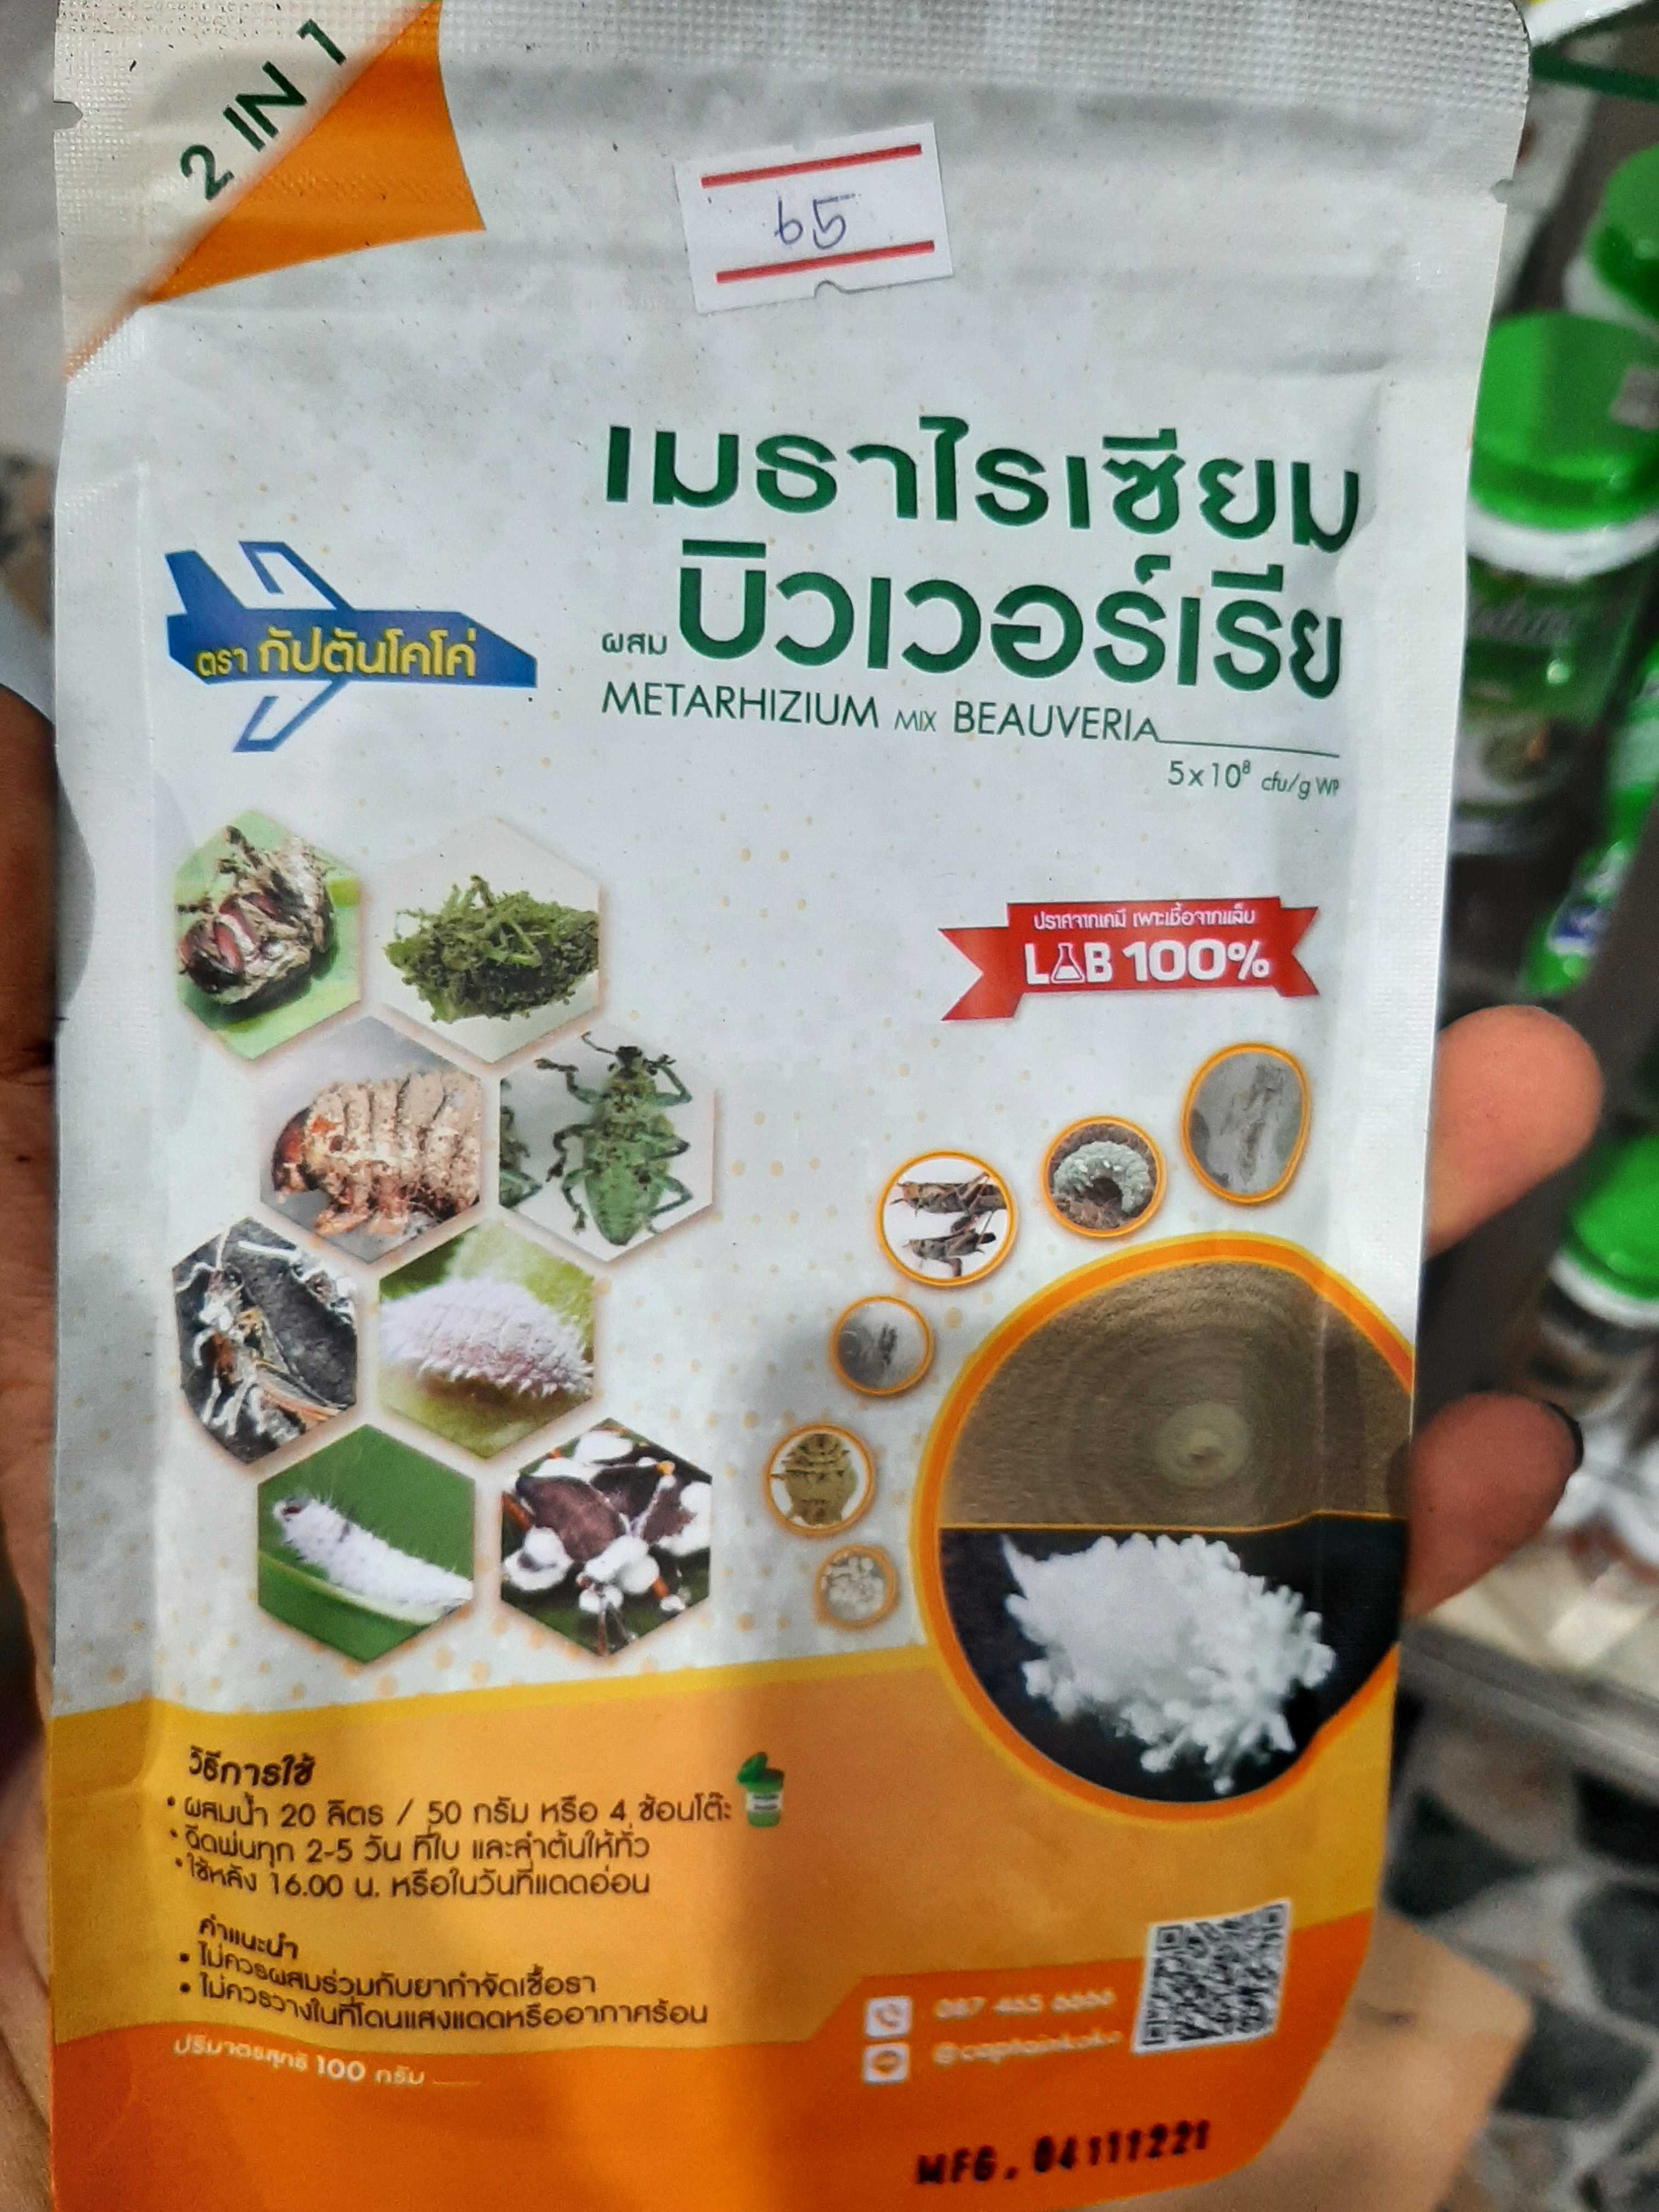 2 IN 1
65
เมธาไรเซียม
ผสม บิวเวอร์เรีย
METARHIZIUM MIX BEAUVERIA
5x10⁸ cfu/g WP
ตรา กัปตันโคโค่
ปราศจากเคมี เพาะเชื้อจากแล็บ
LAB 100%
วิธีการใช้
• ผสมน้ำ 20 ลิตร / 50 กรัม หรือ 4 ช้อนโต๊ะ
• ฉีดพ่นทุก 2-5 วัน ที่ใบ และลำต้นให้ทั่ว
• ใช้หลัง 16.00 น. หรือในวันที่แดดอ่อน
คำแนะนำ
• ไม่ควรผสมร่วมกับยากำจัดเชื้อรา
• ไม่ควรวางในที่โดนแสงแดดหรืออากาศร้อน
ปริมาตรสุทธิ 100 กรัม
@captainkoko
MFG. 04111221